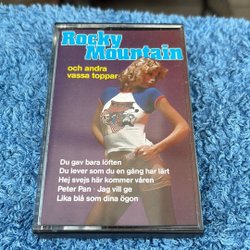 Rocky
Mountain
och andra
vassa toppar
Du gav bara löften
Du lever som du en gång har lärt
Hej svejs här kommer våren
Peter Pan · Jag vill ge
Lika blå som dina ögon